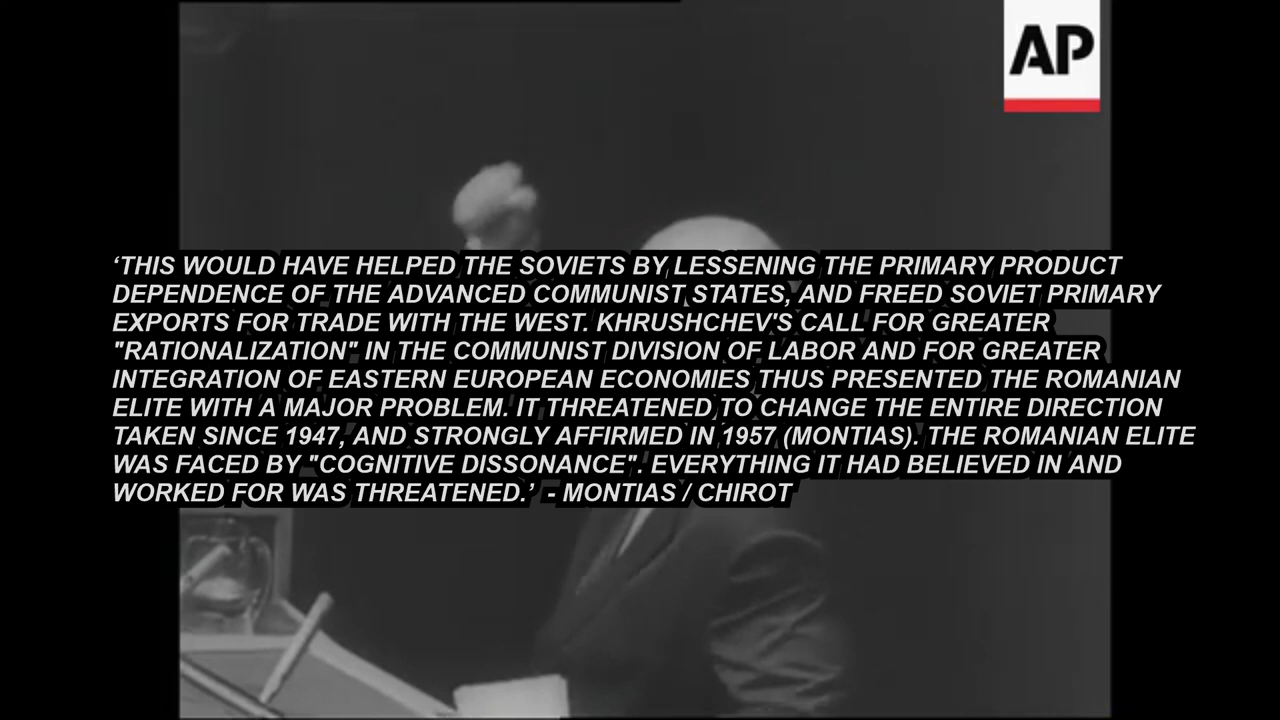 AP
‘THIS WOULD HAVE HELPED THE SOVIETS BY LESSENING THE PRIMARY PRODUCT
DEPENDENCE OF THE ADVANCED COMMUNIST STATES, AND FREED SOVIET PRIMARY
EXPORTS FOR TRADE WITH THE WEST. KHRUSHCHEV'S CALL FOR GREATER
"RATIONALIZATION" IN THE COMMUNIST DIVISION OF LABOR AND FOR GREATER
INTEGRATION OF EASTERN EUROPEAN ECONOMIES THUS PRESENTED THE ROMANIAN
ELITE WITH A MAJOR PROBLEM. IT THREATENED TO CHANGE THE ENTIRE DIRECTION
TAKEN SINCE 1947, AND STRONGLY AFFIRMED IN 1957 (MONTIAS). THE ROMANIAN ELITE
WAS FACED BY "COGNITIVE DISSONANCE". EVERYTHING IT HAD BELIEVED IN AND
WORKED FOR WAS THREATENED.’ - MONTIAS / CHIROT